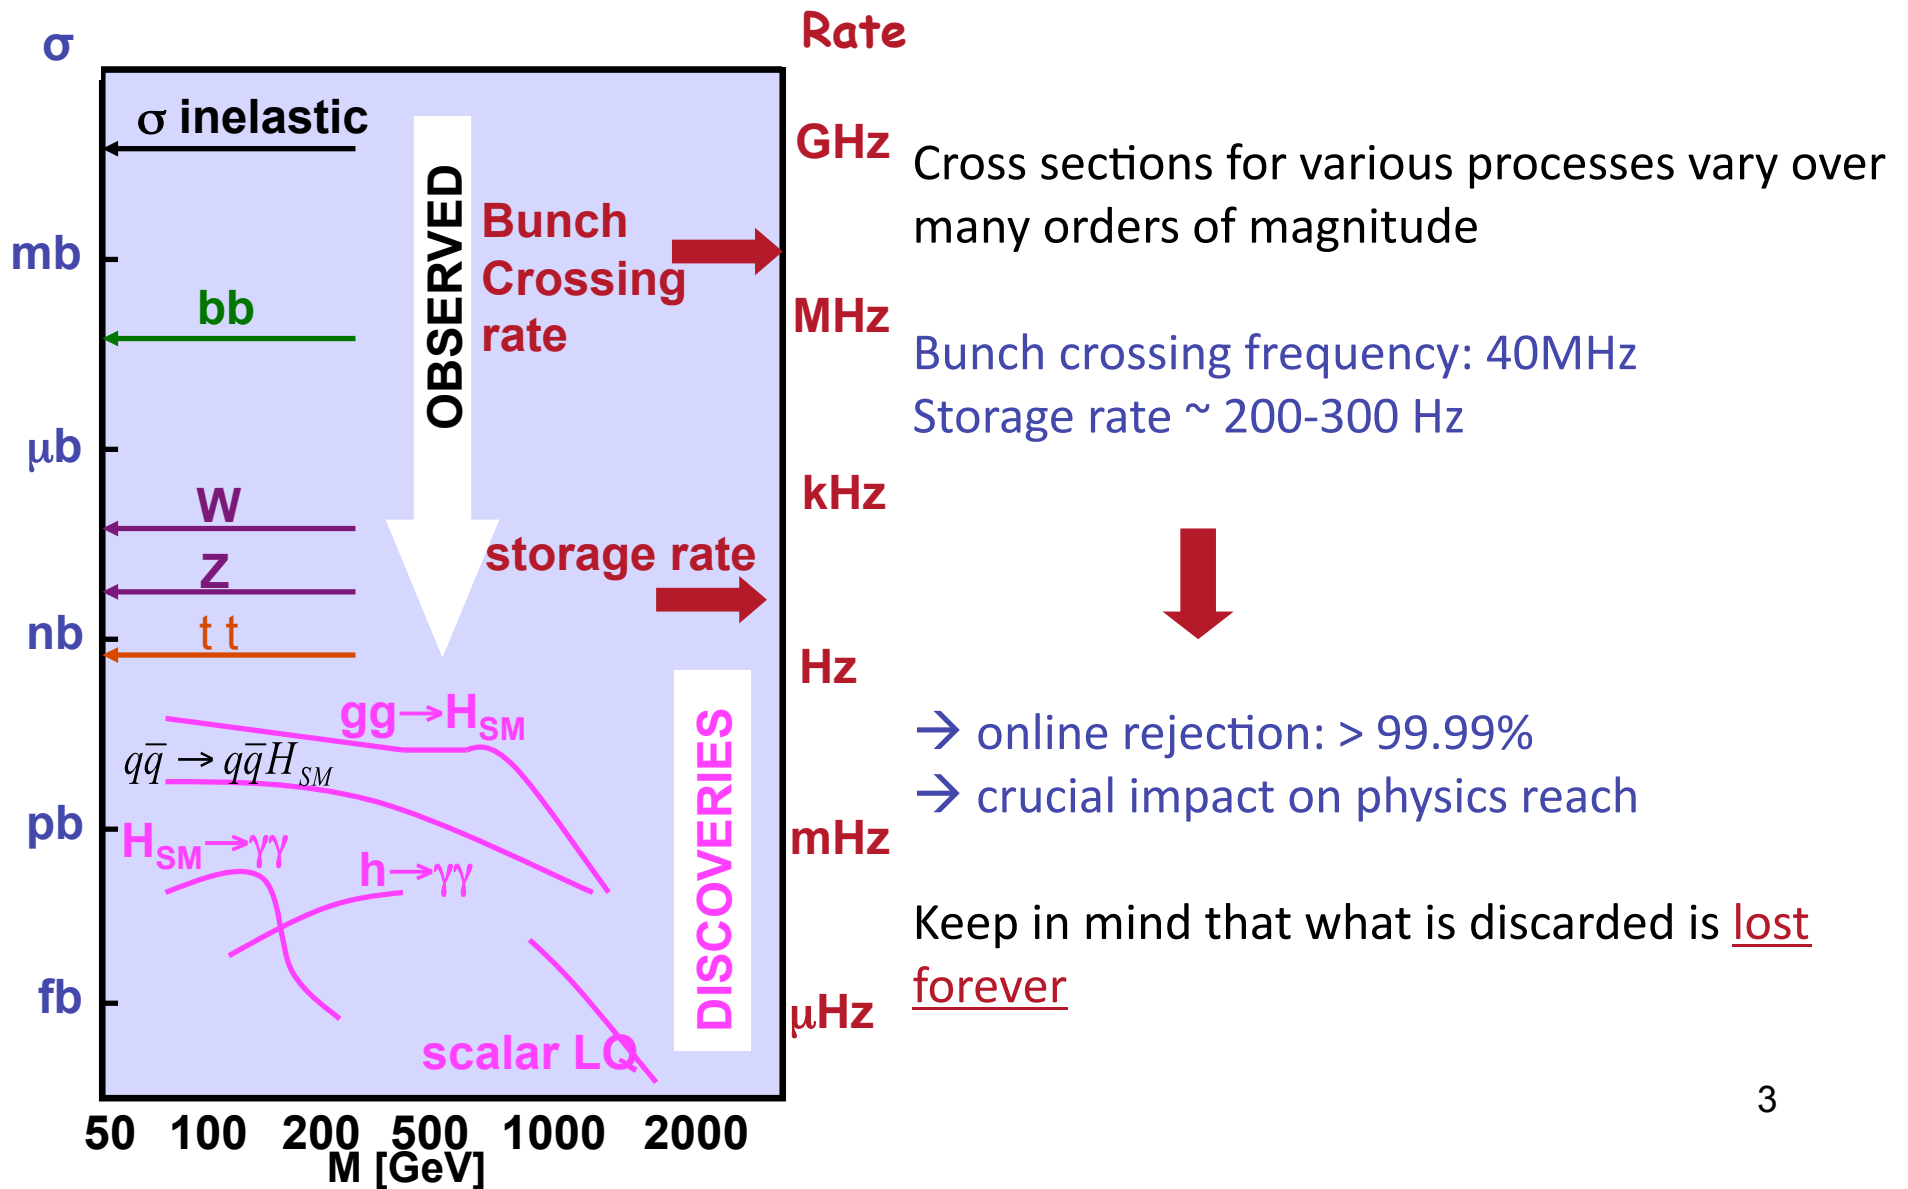 σ
Rate
σ inelastic
GHz
OBSERVED
Bunch
Crossing
rate
mb
bb
MHz
μb
kHz
W
storage rate
Z
nb
t t
Hz
gg→H_SM
qq̅ → qq̅H_SM
DISCOVERIES
pb
mHz
H_SM→γγ
h→γγ
fb
μHz
scalar LQ
50 100 200 500 1000 2000
M [GeV]
Cross sections for various processes vary over
many orders of magnitude
Bunch crossing frequency: 40MHz
Storage rate ~ 200-300 Hz
→ online rejection: > 99.99%
→ crucial impact on physics reach
Keep in mind that what is discarded is lost
forever
3